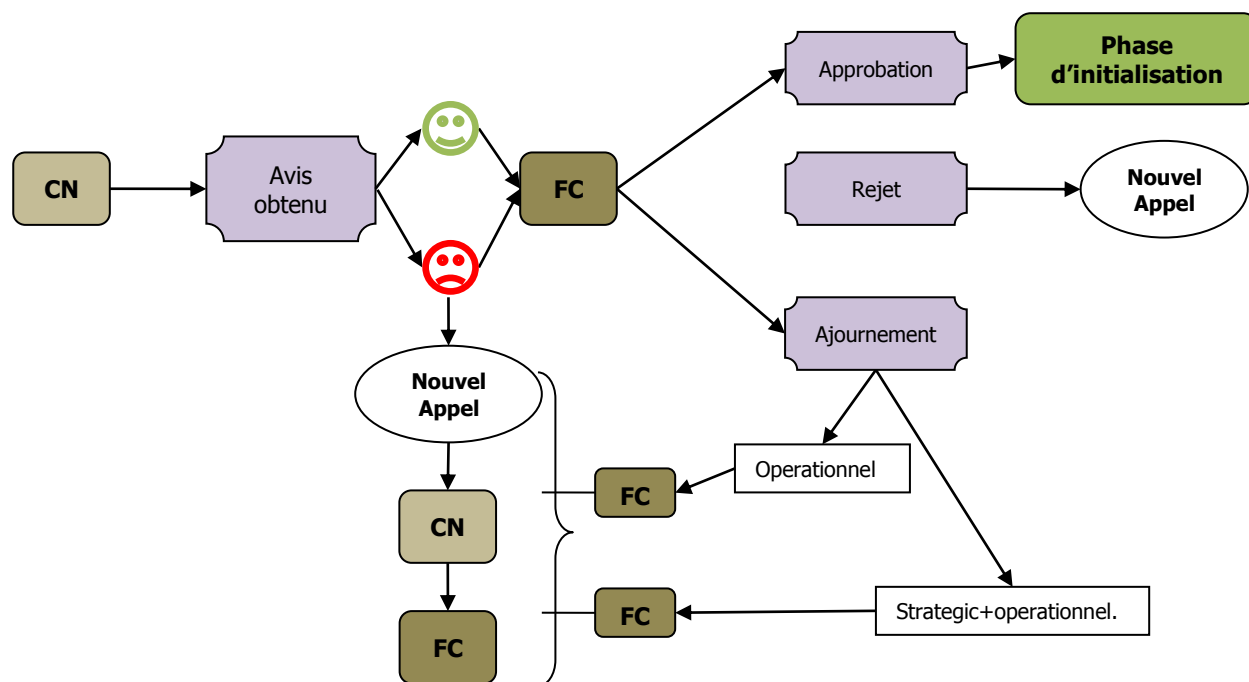 Phase
d'initialisation
Approbation
CN
Avis
obtenu
FC
Rejet
Nouvel
Appel
Ajournement
Nouvel
Appel
Operationnel
FC
CN
FC
Strategic+operationnel.
FC